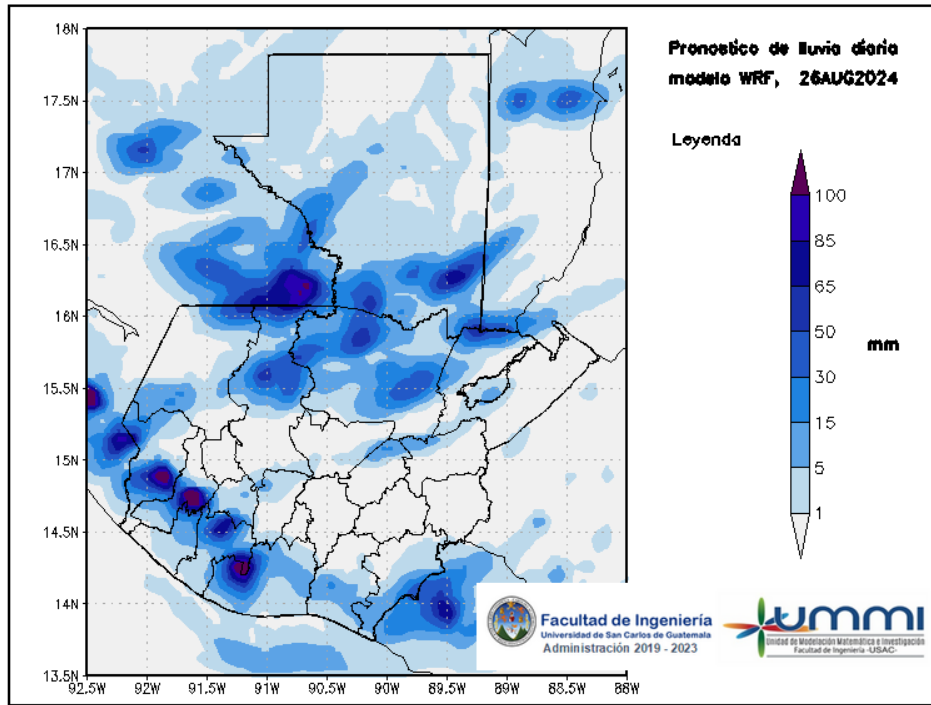 Pronostico de lluvia diaria
modelo WRF, 26AUG2024
Leyenda
100
85
65
50
30
15
5
1
mm
18N
17.5N
17N
16.5N
16N
15.5N
15N
14.5N
14N
13.5N
92.5W
92W
91.5W
91W
90.5W
90W
89.5W
89W
88.5W
88W
Facultad de Ingeniería
Universidad de San Carlos de Guatemala
Administración 2019 - 2023
UMMI
Unidad de Modelación Matemática e Investigación
Facultad de Ingeniería -USAC-